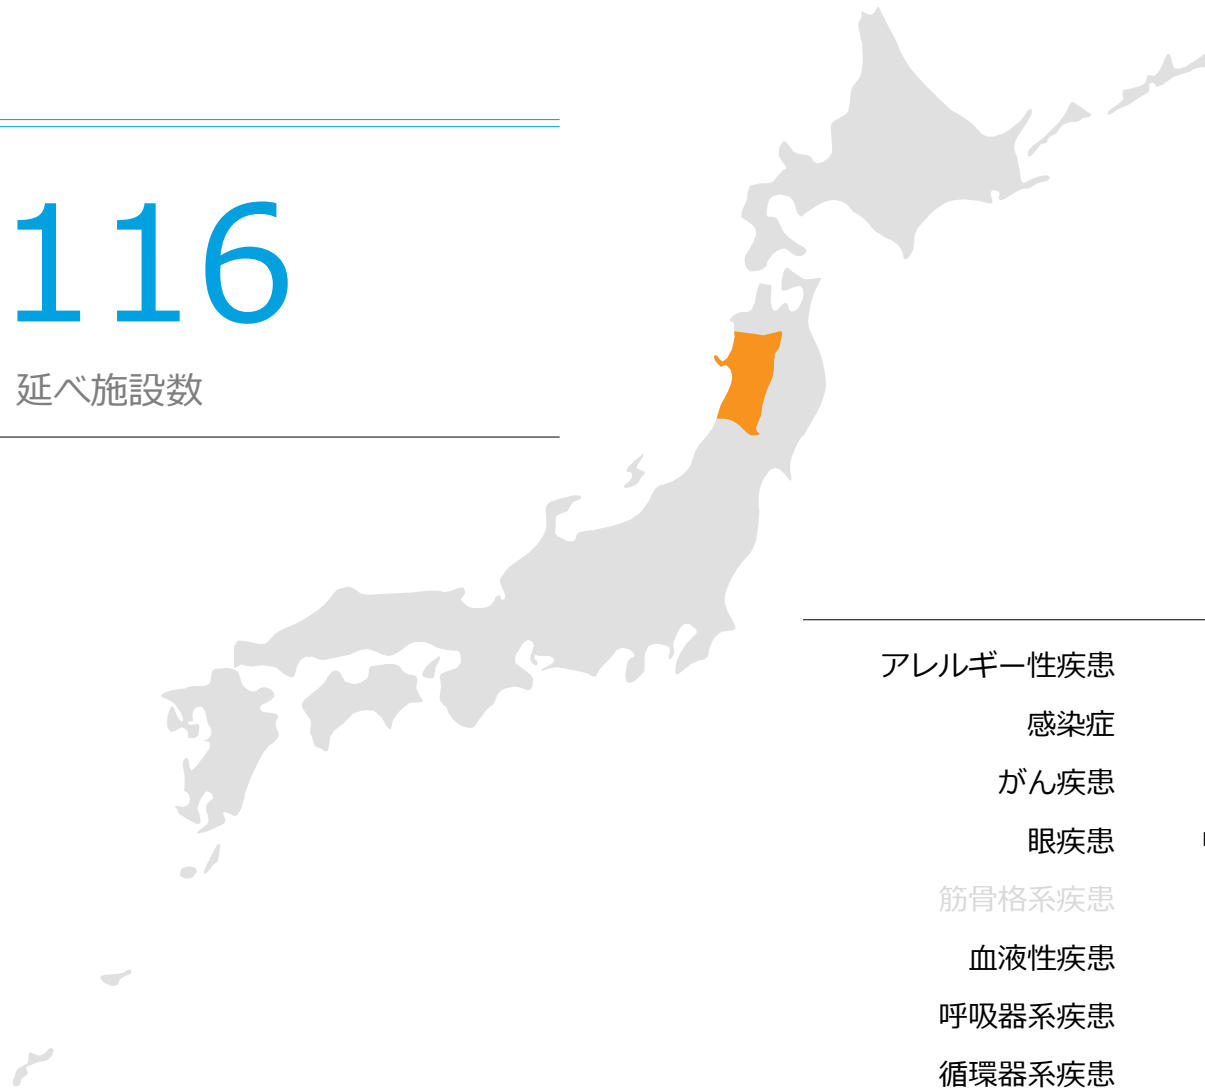 116
延べ施設数
アレルギー性疾患
感染症
がん疾患
眼疾患
筋骨格系疾患
血液性疾患
呼吸器系疾患
循環器系疾患